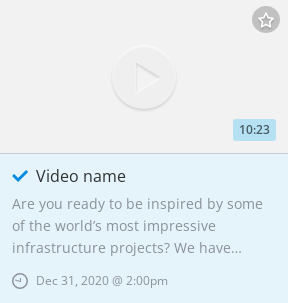 10:23
Video name
Are you ready to be inspired by some
of the world’s most impressive
infrastructure projects? We have...
Dec 31, 2020 @ 2:00pm